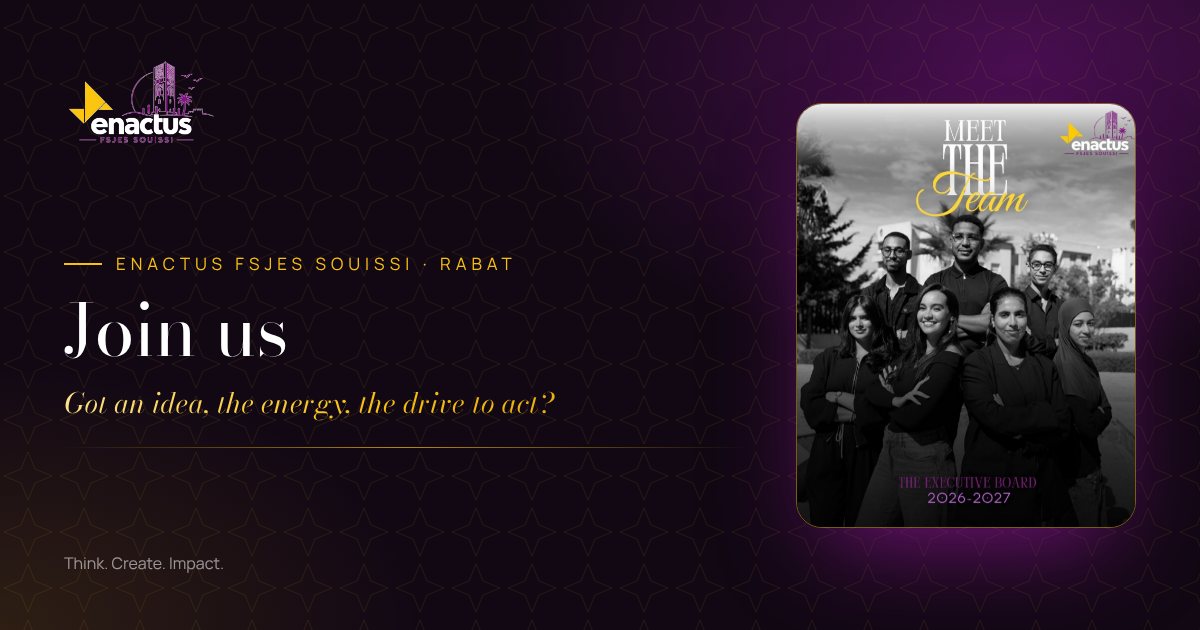 enactus
FSJES SOUISSI
ENACTUS FSJES SOUISSI · RABAT
Join us
Got an idea, the energy, the drive to act?
Think. Create. Impact.
MEET
THE
Team
enactus
FSJES SOUISSI
THE EXECUTIVE BOARD
2026-2027